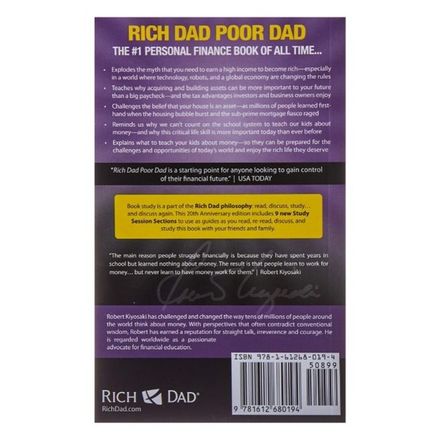 RICH DAD POOR DAD
THE #1 PERSONAL FINANCE BOOK OF ALL TIME...
• Explodes the myth that you need to earn a high income to become rich—especially
in a world where technology, robots, and a global economy are changing the rules
• Teaches why acquiring and building assets can be more important to your future
than a big paycheck—and the tax advantages investors and business owners enjoy
• Challenges the belief that your house is an asset—as millions of people learned first-
hand when the housing bubble burst and the sub-prime mortgage fiasco raged
• Reminds us why we can't count on the school system to teach our kids about
money—and why this critical life skill is more important today than ever before
• Explains what to teach your kids about money—so they can be prepared for the
challenges and opportunities of today's world and enjoy the rich life they deserve
"Rich Dad Poor Dad is a starting point for anyone looking to gain control
of their financial future." | USA TODAY
Book study is a part of the Rich Dad philosophy: read, discuss, study...
and discuss again. This 20th Anniversary edition includes 9 new Study
Session Sections to use as guides as you read, re read, discuss, and
study this book with your friends and family.
"The main reason people struggle financially is because they have spent years in
school but learned nothing about money. The result is that people learn to work for
money... but never learn to have money work for them." | Robert Kiyosaki
Robert Kiyosaki has challenged and changed the way tens of millions of people around
the world think about money. With perspectives that often contradict conventional
wisdom, Robert has earned a reputation for straight talk, irreverence and courage. He
is regarded worldwide as a passionate
advocate for financial education.
ISBN 978-1-61268-019-4
50899
9 781612 680194
RICH DAD®
RichDad.com